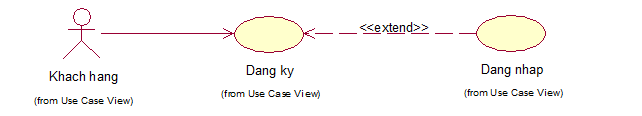 <<extend>>
Khach hang
Dang ky
Dang nhap
(from Use Case View)
(from Use Case View)
(from Use Case View)